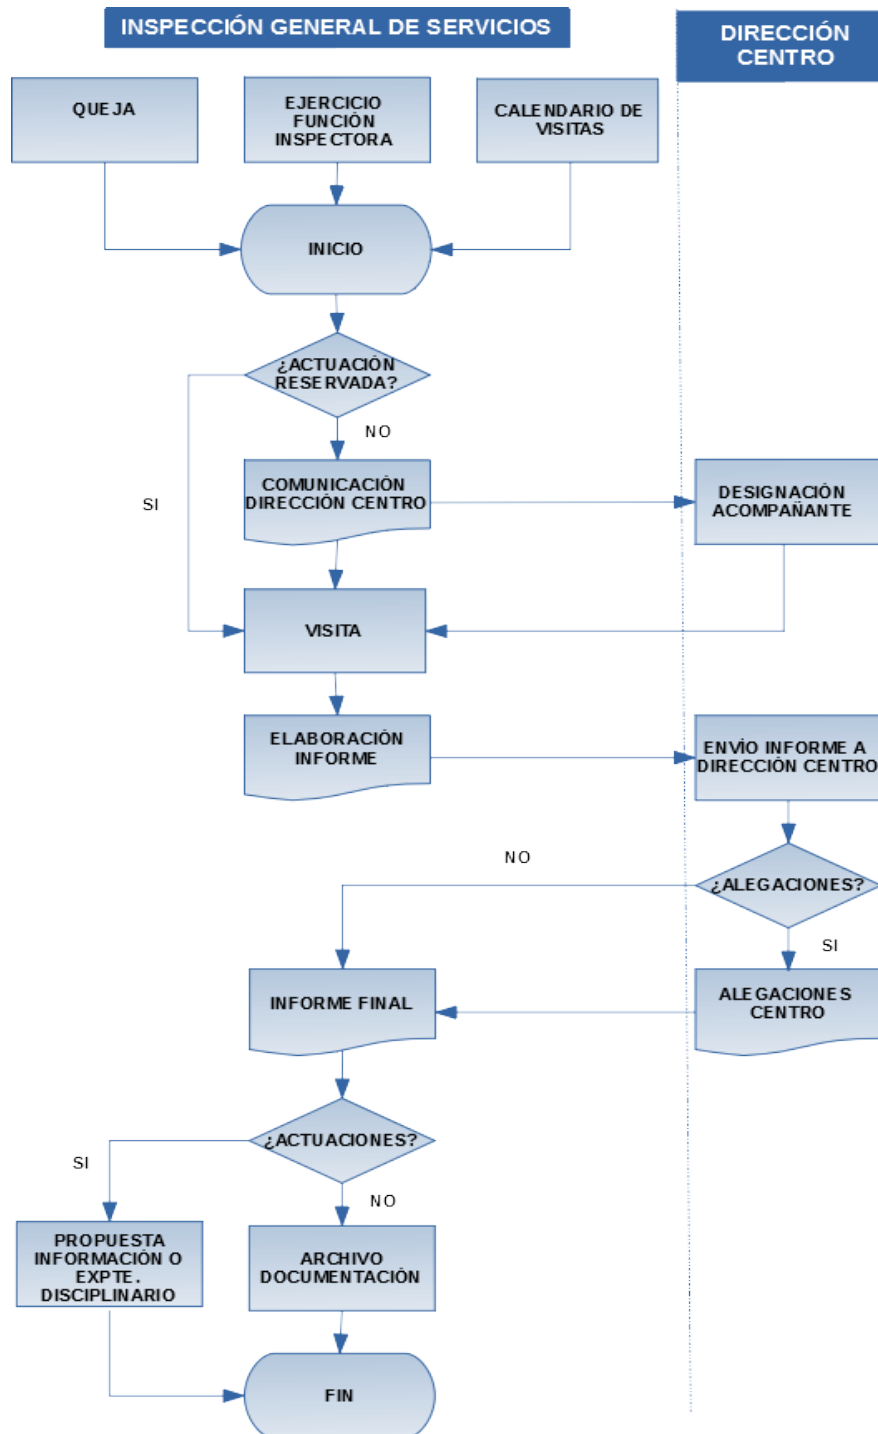 INSPECCIÓN GENERAL DE SERVICIOS
DIRECCIÓN
CENTRO
QUEJA
EJERCICIO
FUNCIÓN
INSPECTORA
CALENDARIO DE
VISITAS
INICIO
¿ACTUACIÓN
RESERVADA?
NO
SI
COMUNICACIÓN
DIRECCIÓN CENTRO
DESIGNACIÓN
ACOMPAÑANTE
VISITA
ELABORACIÓN
INFORME
ENVÌO INFORME A
DIRECCIÓN CENTRO
NO
¿ALEGACIONES?
SI
INFORME FINAL
ALEGACIONES
CENTRO
¿ACTUACIONES?
SI
NO
PROPUESTA
INFORMACIÓN O
EXPTE.
DISCIPLINARIO
ARCHIVO
DOCUMENTACIÓN
FIN